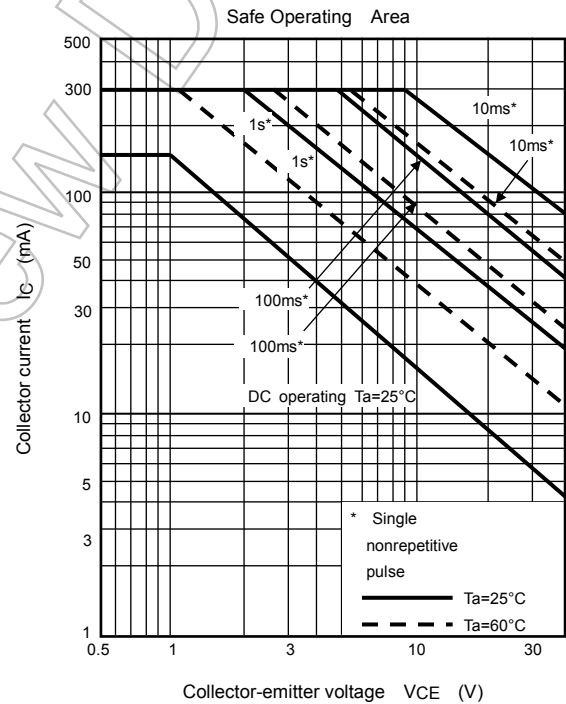 Safe Operating Area
Collector current IC (mA)
500
300
100
50
30
10
5
3
1
10ms*
10ms*
1s*
1s*
100ms*
100ms*
DC operating Ta=25°C
* Single
nonrepetitive
pulse
Ta=25°C
Ta=60°C
0.5 1 3 10 30
Collector-emitter voltage VCE (V)